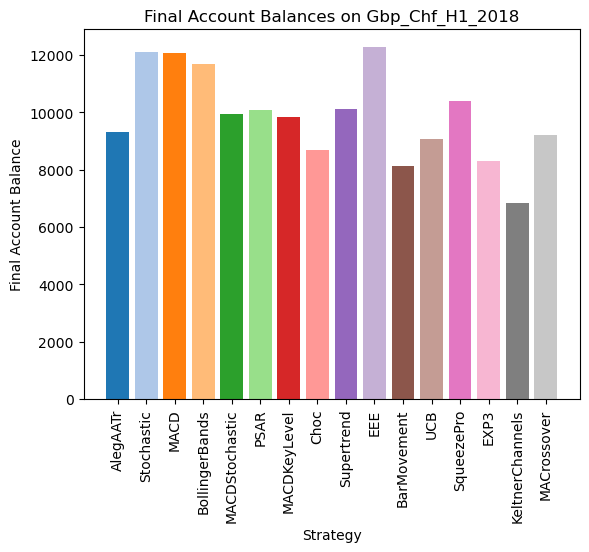 Final Account Balances on Gbp_Chf_H1_2018
Final Account Balance
12000
10000
8000
6000
4000
2000
0
AlegAATr
Stochastic
MACD
BollingerBands
MACDStochastic
PSAR
MACDKeyLevel
Choc
Supertrend
EEE
BarMovement
UCB
SqueezePro
EXP3
KeltnerChannels
MACrossover
Strategy